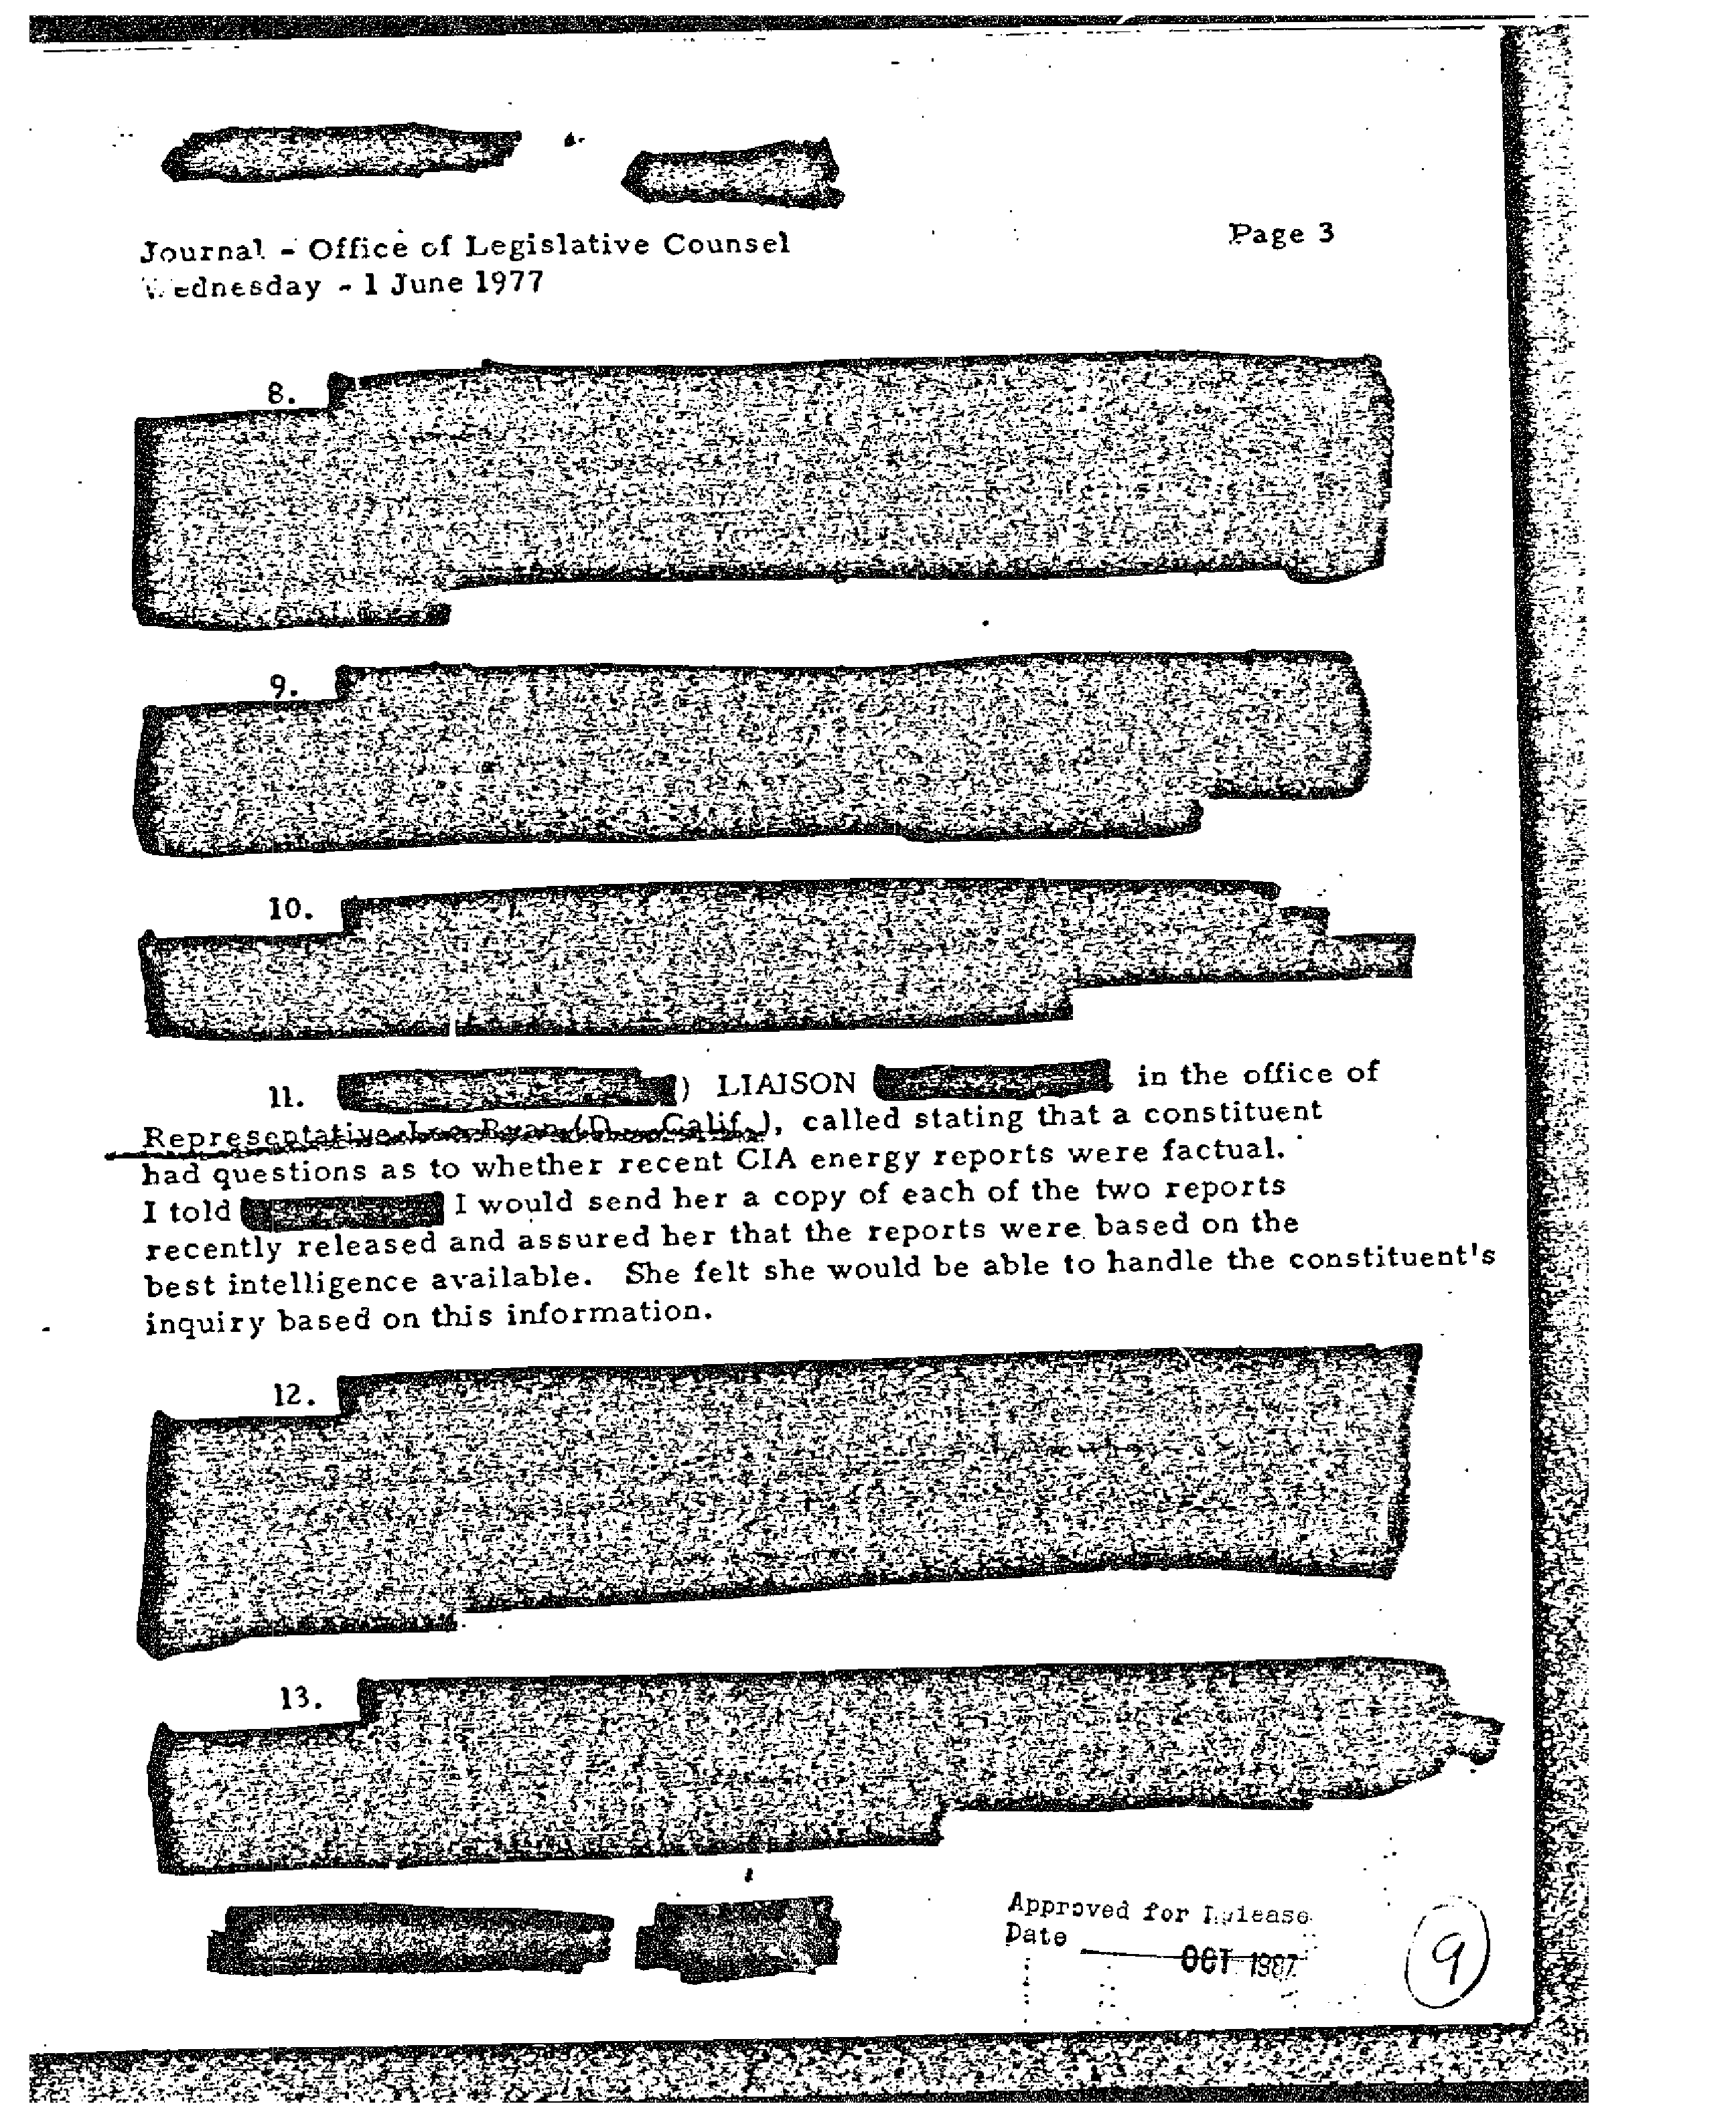 Journal - Office of Legislative Counsel
Page 3
Wednesday - 1 June 1977
8.
9.
10.
11. ) LIAISON in the office of
Representative Leo Ryan (D., Calif.), called stating that a constituent
had questions as to whether recent CIA energy reports were factual.
I told I would send her a copy of each of the two reports
recently released and assured her that the reports were based on the
best intelligence available. She felt she would be able to handle the constituent's
inquiry based on this information.
12.
13.
Approved for Release
Date OCT 1987
9